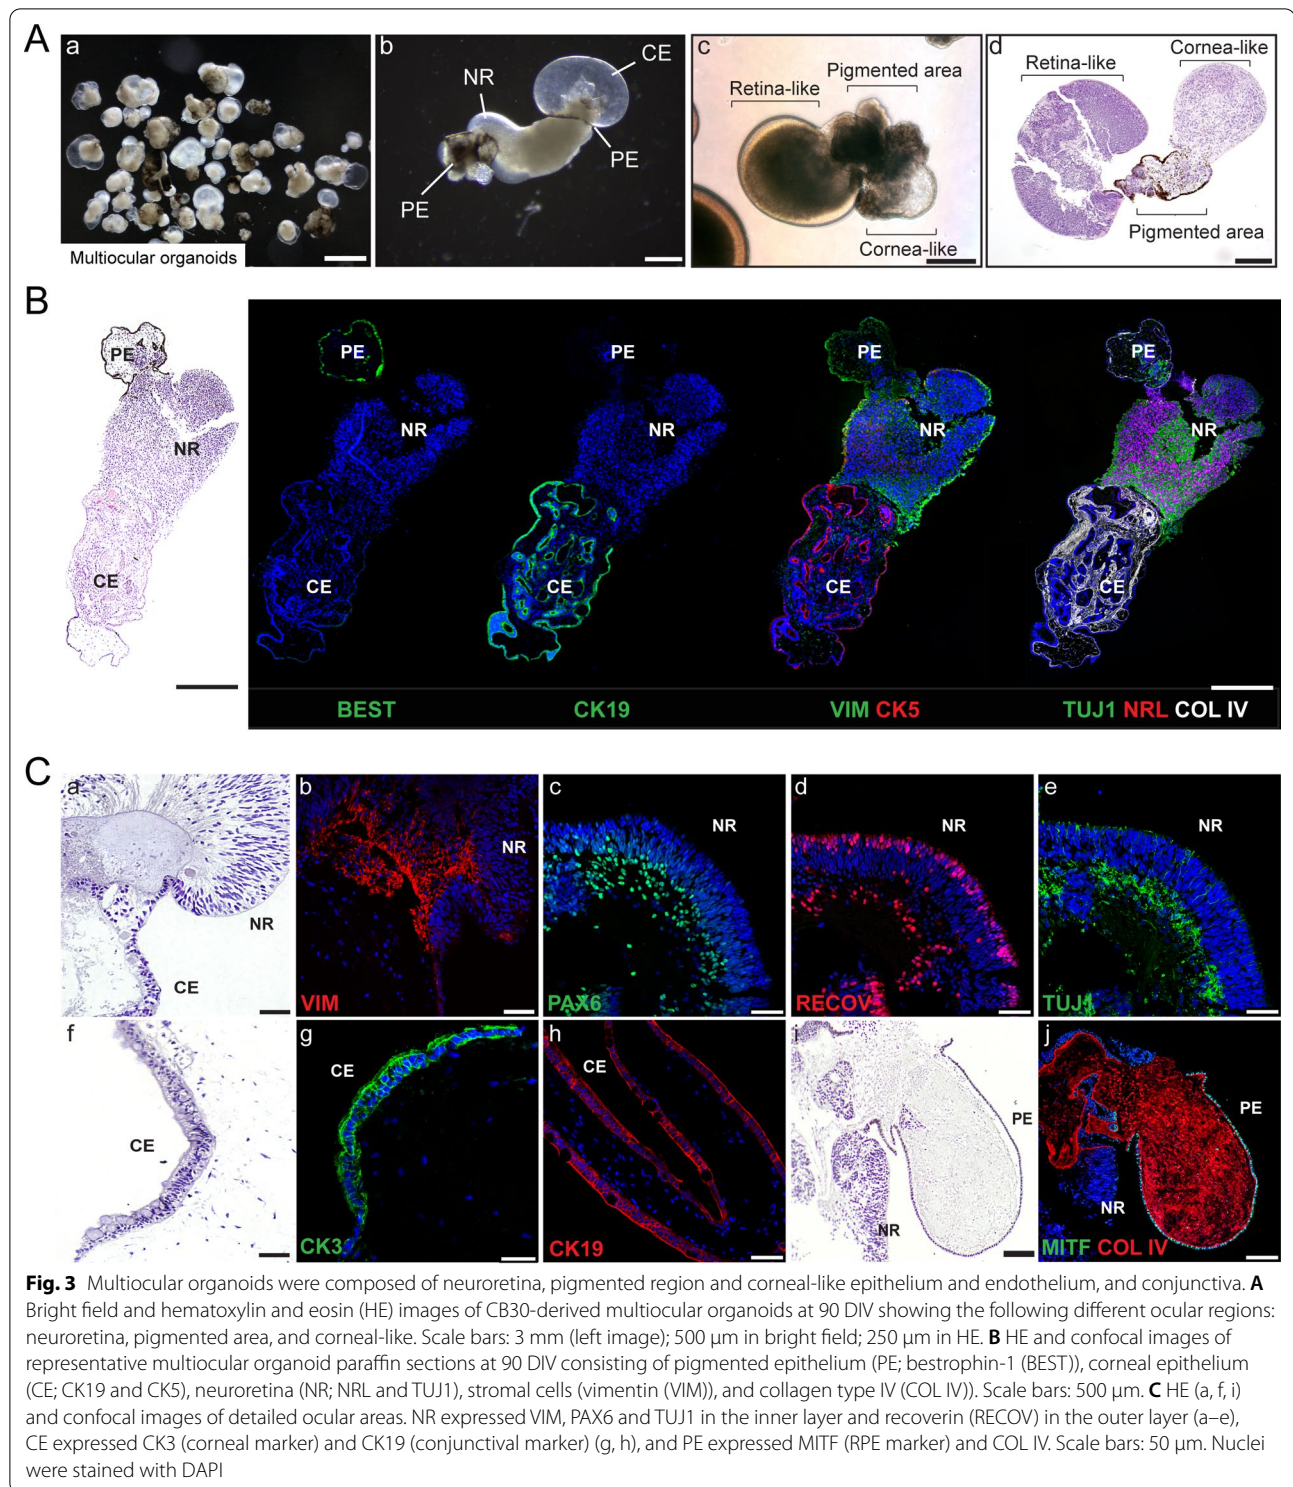 A
a
Multiocular organoids
b
NR
CE
PE
PE
c
Retina-like
Pigmented area
Cornea-like
d
Retina-like
Cornea-like
Pigmented area
B
PE
NR
CE
PE
NR
CE
BEST
PE
NR
CE
CK19
PE
NR
CE
VIM CK5
PE
NR
CE
TUJ1 NRL COL IV
C
a
NR
CE
b
NR
VIM
c
NR
PAX6
d
NR
RECOV
e
NR
TUJ1
f
CE
g
CE
CK3
h
CE
CK19
i
PE
NR
j
PE
NR
MITF COL IV
Fig. 3 Multiocular organoids were composed of neuroretina, pigmented region and corneal-like epithelium and endothelium, and conjunctiva. A
Bright field and hematoxylin and eosin (HE) images of CB30-derived multiocular organoids at 90 DIV showing the following different ocular regions:
neuroretina, pigmented area, and corneal-like. Scale bars: 3 mm (left image); 500 µm in bright field; 250 µm in HE. B HE and confocal images of
representative multiocular organoid paraffin sections at 90 DIV consisting of pigmented epithelium (PE; bestrophin-1 (BEST)), corneal epithelium
(CE; CK19 and CK5), neuroretina (NR; NRL and TUJ1), stromal cells (vimentin (VIM)), and collagen type IV (COL IV)). Scale bars: 500 µm. C HE (a, f, i)
and confocal images of detailed ocular areas. NR expressed VIM, PAX6 and TUJ1 in the inner layer and recoverin (RECOV) in the outer layer (a–e),
CE expressed CK3 (corneal marker) and CK19 (conjunctival marker) (g, h), and PE expressed MITF (RPE marker) and COL IV. Scale bars: 50 µm. Nuclei
were stained with DAPI